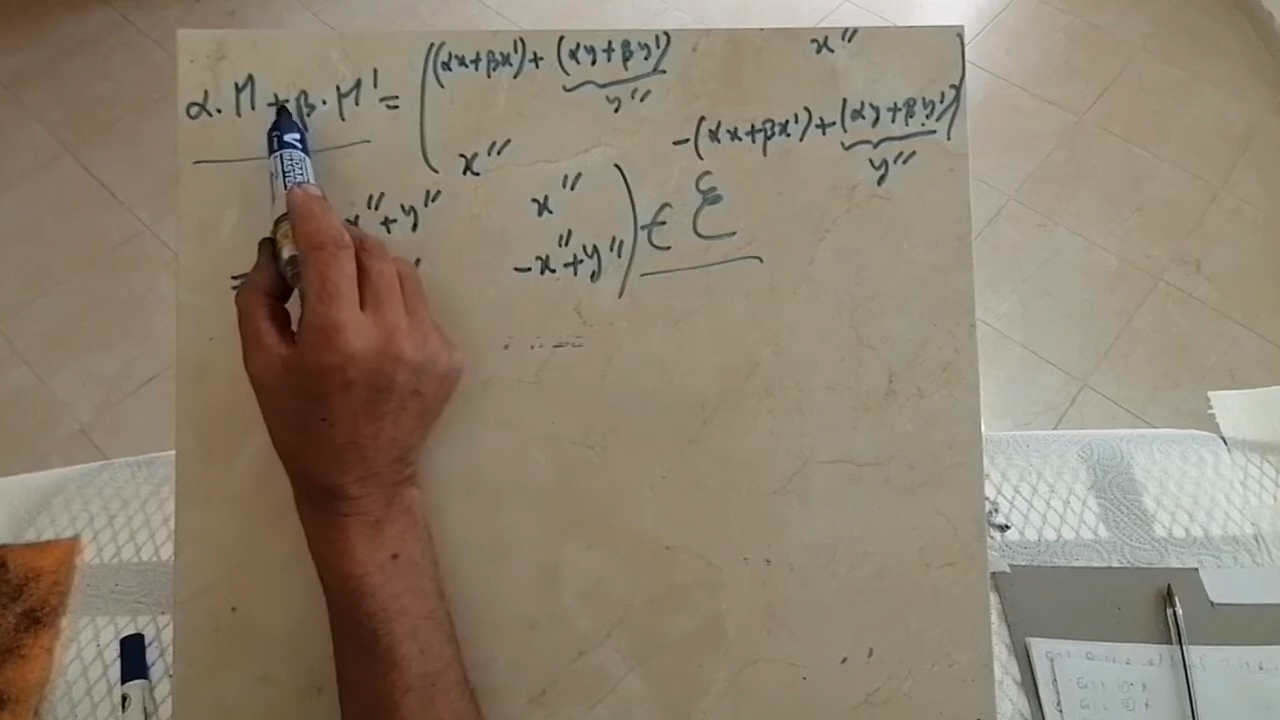 α.M + β.M' = ( (αx+βx') + (αy+βy') x''
y''
x'' -(αx+βx') + (αy+βy') )
y''
x''+y'' x''
-x''+y'' ) ∈ ℰ